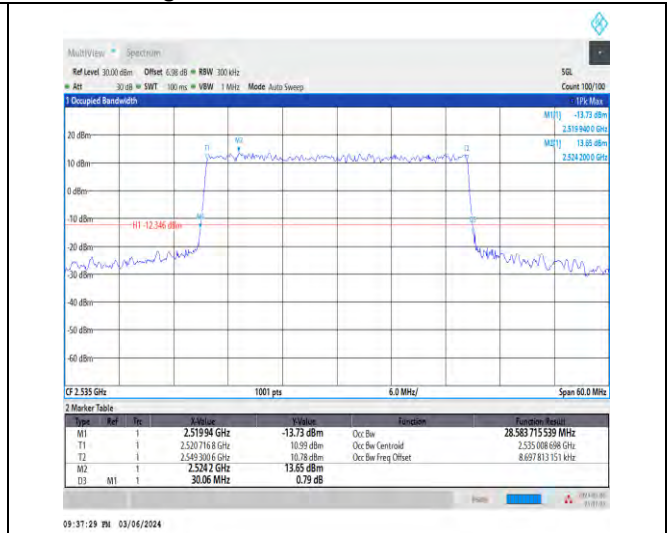 MultiView Spectrum
Ref Level 30.00 dBm Offset 6.98 dB RBW 300 kHz SGL
Att 30 dB SWT 100 ms VBW 1 MHz Mode Auto Sweep Count 100/100
1 Occupied Bandwidth 1Pk Max
M1[1] -13.73 dBm
2.519 940 0 GHz
20 dBm M2[1] 13.65 dBm
2.524 200 0 GHz
T1 M2 T2
10 dBm
0 dBm
M1
-10 dBm
H1 -12.346 dBm
-20 dBm
-30 dBm
-40 dBm
-50 dBm
-60 dBm
CF 2.535 GHz 1001 pts 6.0 MHz/ Span 60.0 MHz
2 Marker Table
Type Ref Trc X-Value Y-Value Function Function Result
M1 1 2.519 94 GHz -13.73 dBm Occ Bw 28.583 715 539 MHz
T1 1 2.520 716 8 GHz 10.99 dBm Occ Bw Centroid 2.535 008 698 GHz
T2 1 2.549 300 6 GHz 10.78 dBm Occ Bw Freq Offset 8.697 813 151 kHz
M2 1 2.524 2 GHz 13.65 dBm
D3 M1 1 30.06 MHz 0.79 dB
09:37:29 PM 03/06/2024